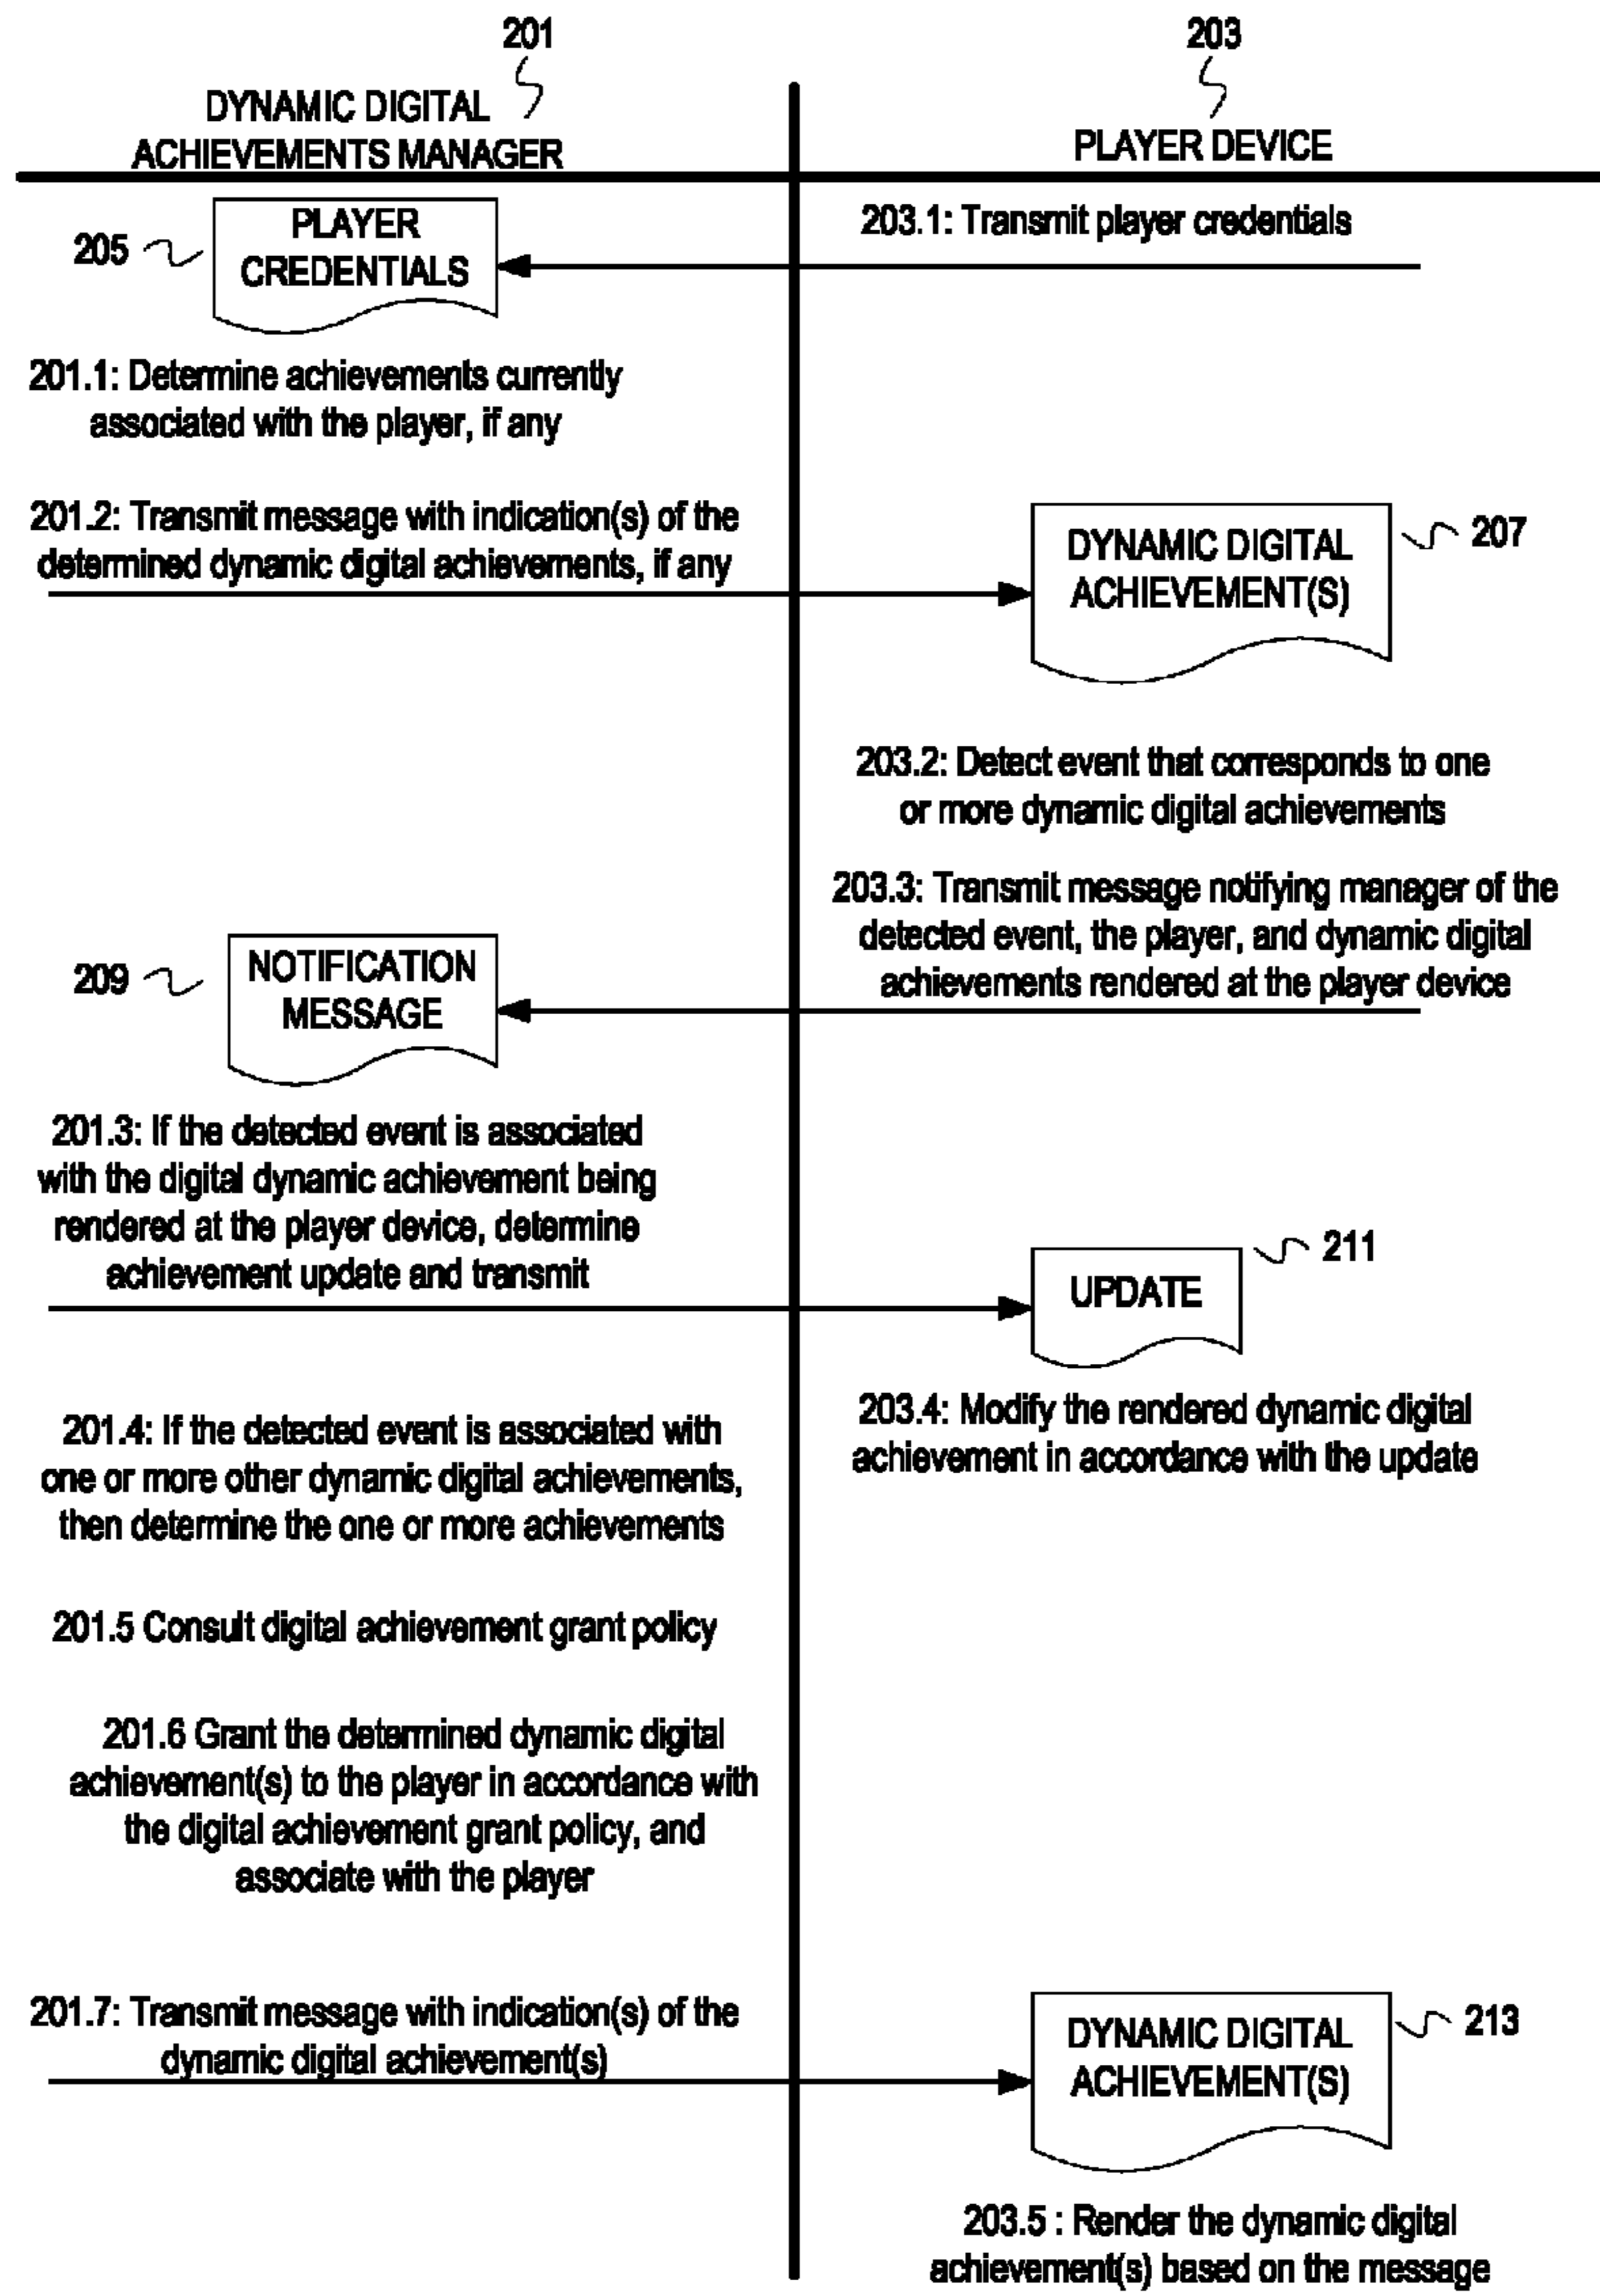 201
203
DYNAMIC DIGITAL
ACHIEVEMENTS MANAGER
PLAYER DEVICE
203.1: Transmit player credentials
205
PLAYER
CREDENTIALS
201.1: Determine achievements currently
associated with the player, if any
201.2: Transmit message with indication(s) of the
determined dynamic digital achievements, if any
DYNAMIC DIGITAL
ACHIEVEMENT(S)
207
203.2: Detect event that corresponds to one
or more dynamic digital achievements
203.3: Transmit message notifying manager of the
detected event, the player, and dynamic digital
achievements rendered at the player device
209
NOTIFICATION
MESSAGE
201.3: If the detected event is associated
with the digital dynamic achievement being
rendered at the player device, determine
achievement update and transmit
UPDATE
211
203.4: Modify the rendered dynamic digital
achievement in accordance with the update
201.4: If the detected event is associated with
one or more other dynamic digital achievements,
then determine the one or more achievements
201.5 Consult digital achievement grant policy
201.6 Grant the determined dynamic digital
achievement(s) to the player in accordance with
the digital achievement grant policy, and
associate with the player
201.7: Transmit message with indication(s) of the
dynamic digital achievement(s)
DYNAMIC DIGITAL
ACHIEVEMENT(S)
213
203.5 : Render the dynamic digital
achievement(s) based on the message